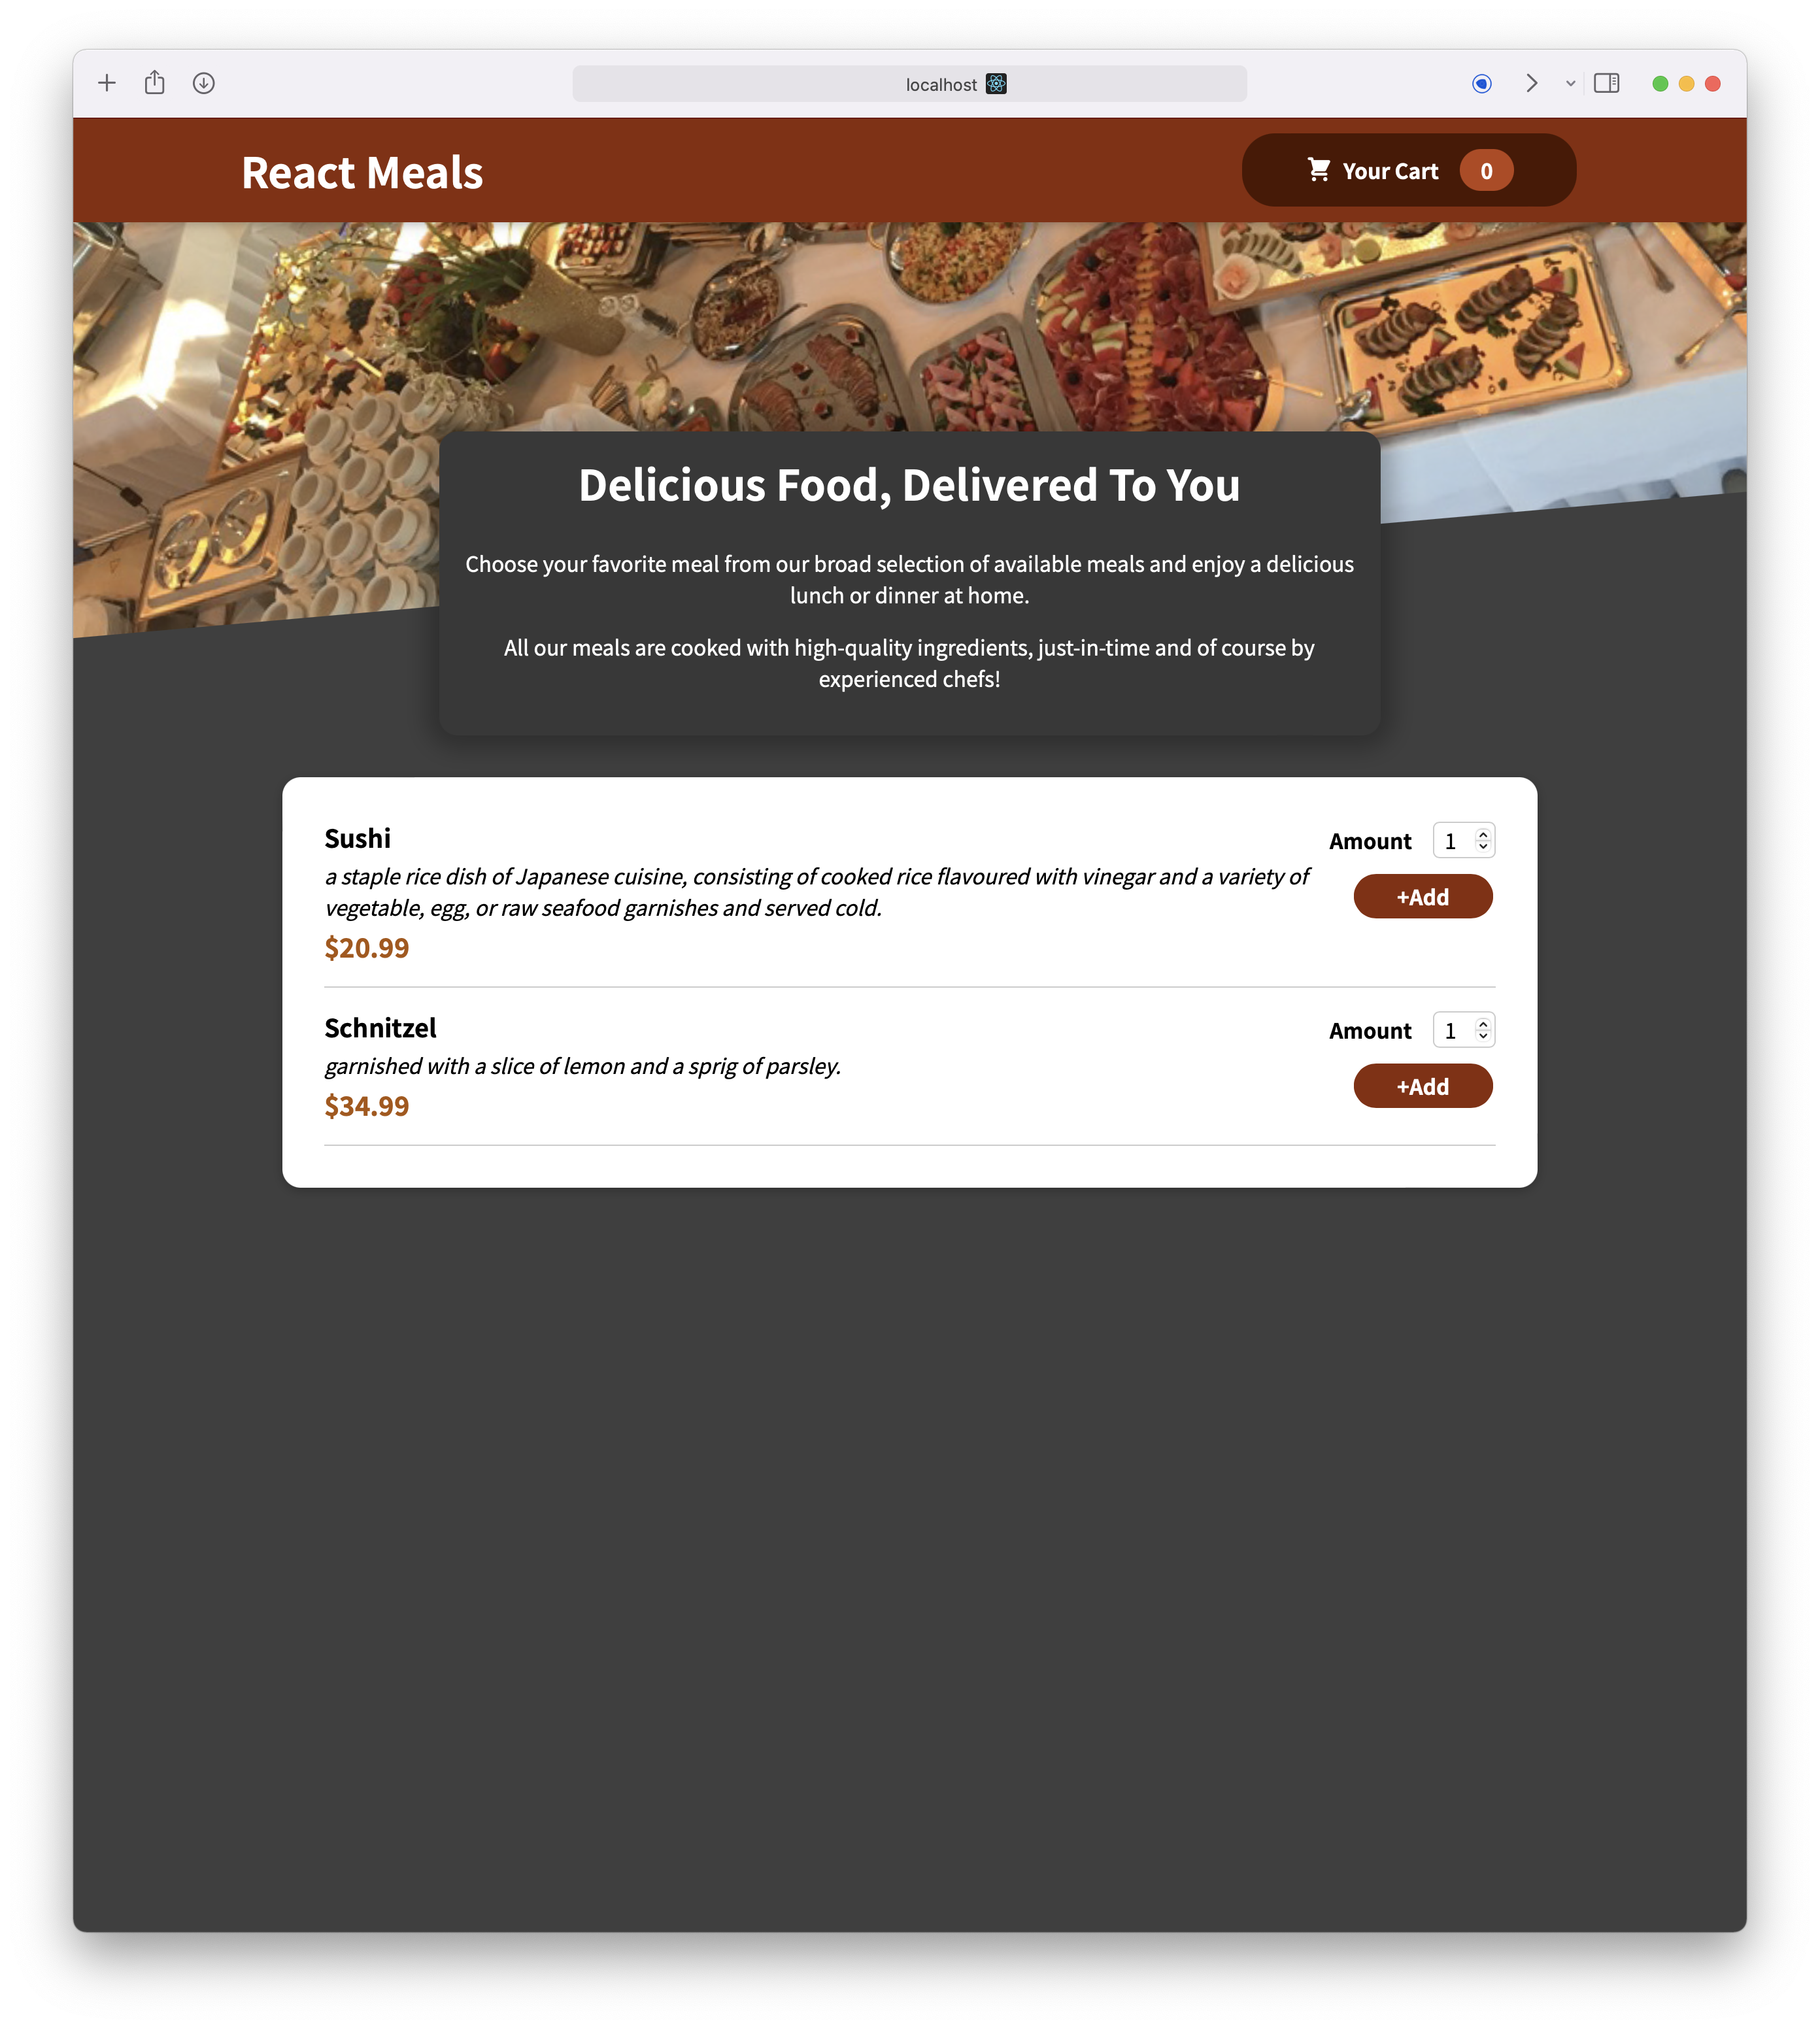 localhost
React Meals
Your Cart 0
Delicious Food, Delivered To You
Choose your favorite meal from our broad selection of available meals and enjoy a delicious
lunch or dinner at home.
All our meals are cooked with high-quality ingredients, just-in-time and of course by
experienced chefs!
Sushi
a staple rice dish of Japanese cuisine, consisting of cooked rice flavoured with vinegar and a variety of
vegetable, egg, or raw seafood garnishes and served cold.
$20.99
Amount 1
+Add
Schnitzel
garnished with a slice of lemon and a sprig of parsley.
$34.99
Amount 1
+Add